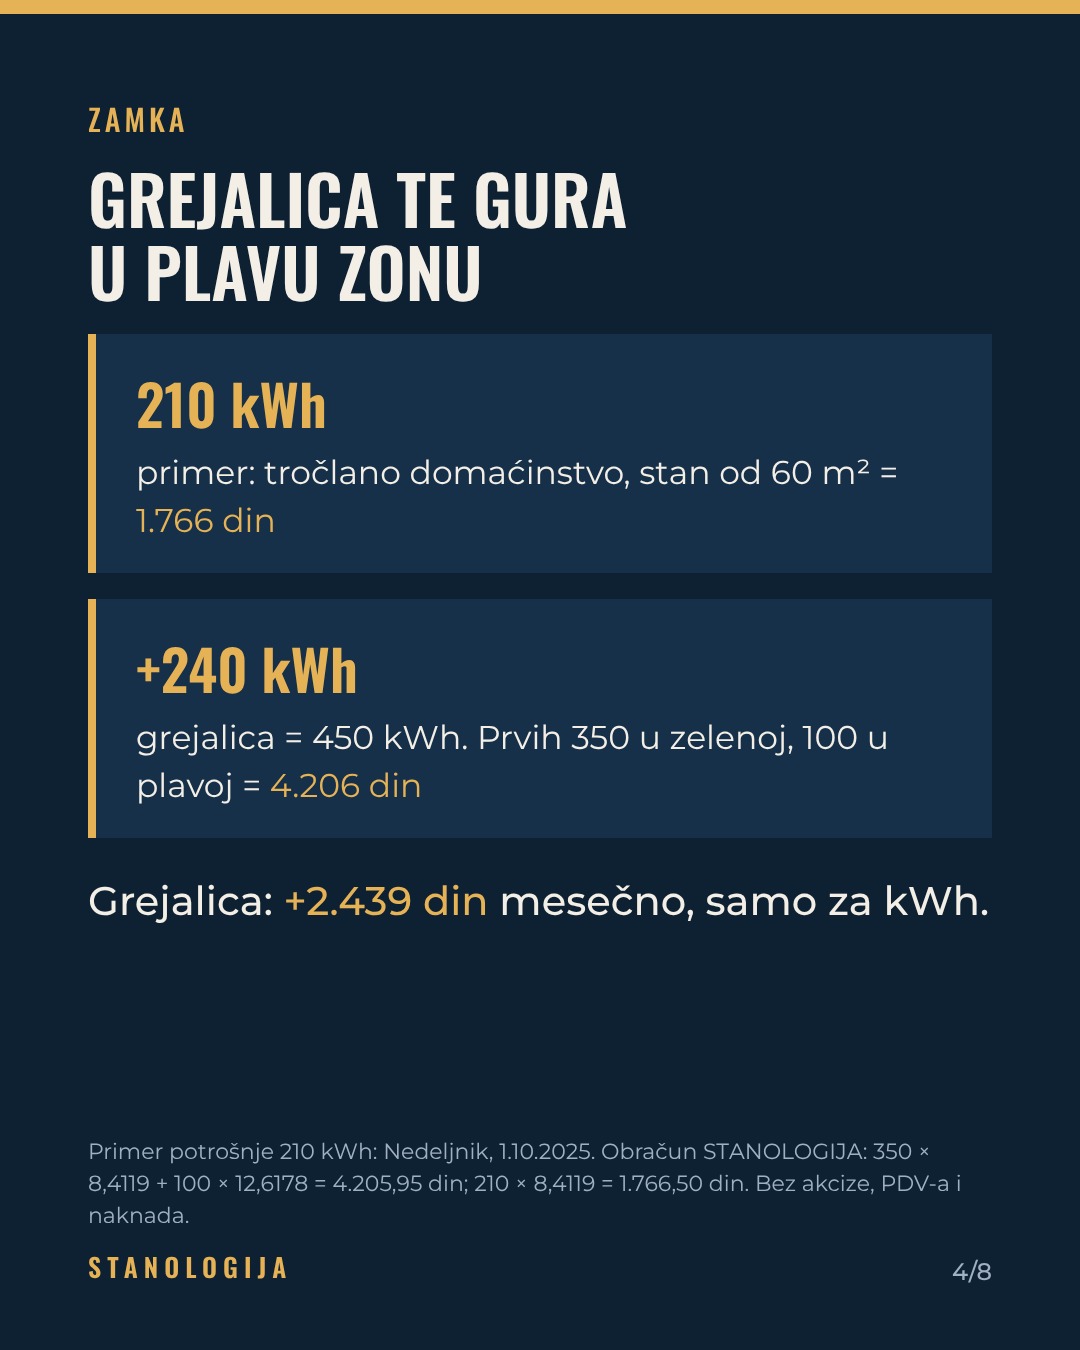 ZAMKA
GREJALICA TE GURA
U PLAVU ZONU
210 kWh
primer: tročlano domaćinstvo, stan od 60 m² =
1.766 din
+240 kWh
grejalica = 450 kWh. Prvih 350 u zelenoj, 100 u
plavoj = 4.206 din
Grejalica: +2.439 din mesečno, samo za kWh.
Primer potrošnje 210 kWh: Nedeljnik, 1.10.2025. Obračun STANOLOGIJA: 350 ×
8,4119 + 100 × 12,6178 = 4.205,95 din; 210 × 8,4119 = 1.766,50 din. Bez akcize, PDV-a i
naknada.
STANOLOGIJA
4/8